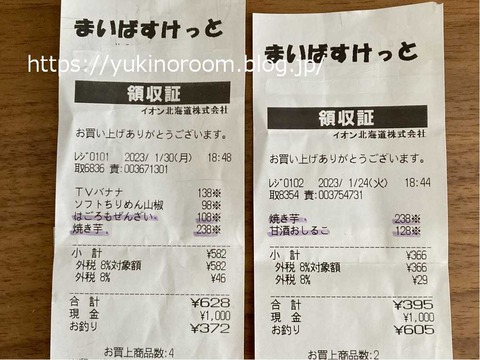 まいばすけっと
領収証
イオン北海道株式会社
お買い上げありがとうございます。
レジ0101 2023/ 1/30(月) 18:48
取6836 責:003671301
TVバナナ 138※
ソフトちりめん山椒 98※
はごろもぜんざい 108※
焼き芋 238※
小 計 ¥582
外税 8%対象額 ¥582
外税 8% ¥46
合 計 ¥628
現 金 ¥1,000
お釣り ¥372
お買上商品数:4
まいばすけっと
領収証
イオン北海道株式会社
お買い上げありがとうございます。
レジ0102 2023/ 1/24(火) 18:44
取8354 責:003754731
焼き芋 238※
甘酒おしるこ 128※
小 計 ¥366
外税 8%対象額 ¥366
外税 8% ¥29
合 計 ¥395
現 金 ¥1,000
お釣り ¥605
お買上商品数:2
https://yukinoroom.blog.jp/